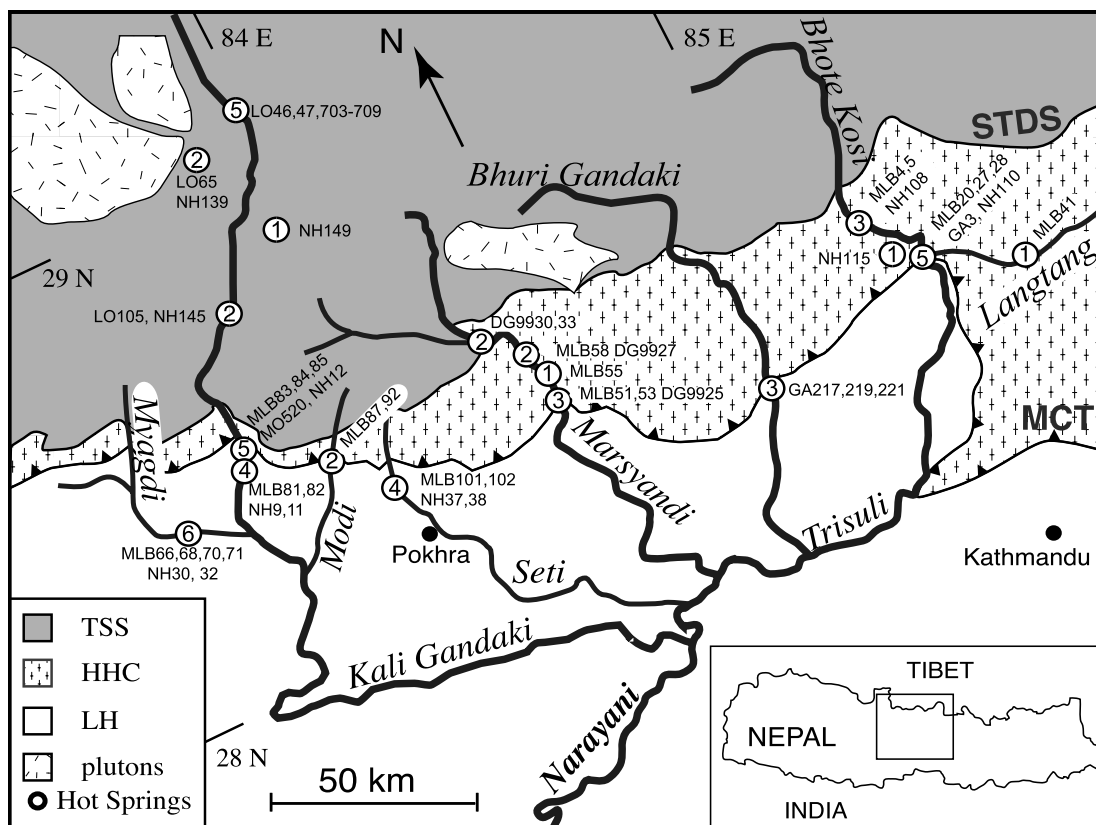 84 E
85 E
N
Bhote Kosi
STDS
5
LO46,47,703-709
2
LO65
NH139
Bhuri Gandaki
MLB4,5
NH108
MLB20,27,28
GA3, NH110
MLB41
3
1
NH149
NH115
1
5
1
Langtang
29 N
LO105, NH145
2
DG9930,33
2
2
MLB58 DG9927
1
MLB55
3
MLB51,53 DG9925
3
GA217,219,221
MLB83,84,85
MO520, NH12
MLB87,92
MCT
Myagdi
5
4
MLB81,82
NH9,11
2
Modi
4
MLB101,102
NH37,38
Marsyandi
Trisuli
6
MLB66,68,70,71
NH30, 32
Pokhra
Kathmandu
Seti
Kali Gandaki
Narayani
28 N
50 km
TSS
HHC
LH
plutons
Hot Springs
TIBET
NEPAL
INDIA